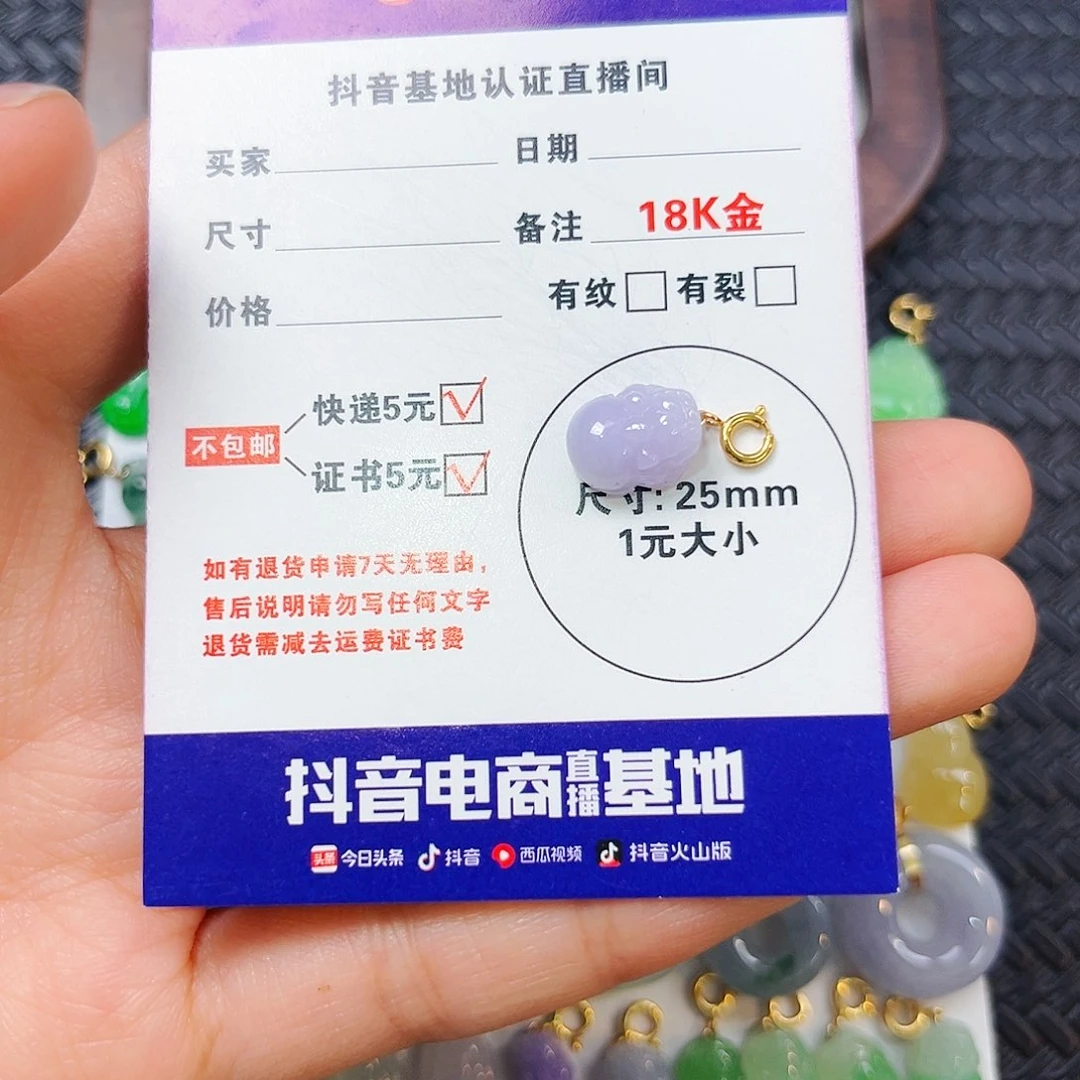 抖音基地认证直播间
买家 日期
尺寸 备注 18K金
价格 有纹 有裂
不包邮
快递5元
证书5元
尺寸:25mm
1元大小
如有退货申请7天无理由,
售后说明请勿写任何文字
退货需减去运费证书费
抖音电商直播基地
头条 今日头条 抖音 西瓜视频 抖音火山版